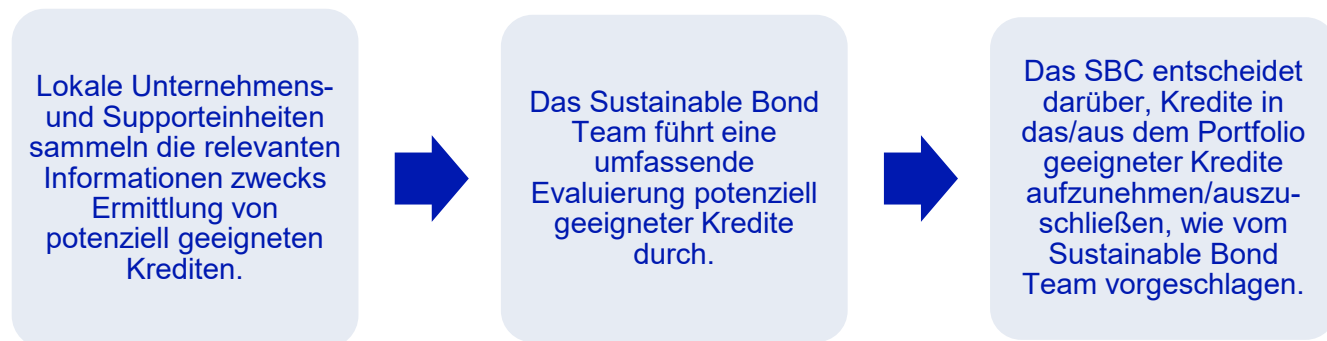 Lokale Unternehmens-
und Supporteinheiten
sammeln die relevanten
Informationen zwecks
Ermittlung von
potenziell geeigneten
Krediten.
Das Sustainable Bond
Team führt eine
umfassende
Evaluierung potenziell
geeigneter Kredite
durch.
Das SBC entscheidet
darüber, Kredite in
das/aus dem Portfolio
geeigneter Kredite
aufzunehmen/auszu-
schließen, wie vom
Sustainable Bond
Team vorgeschlagen.